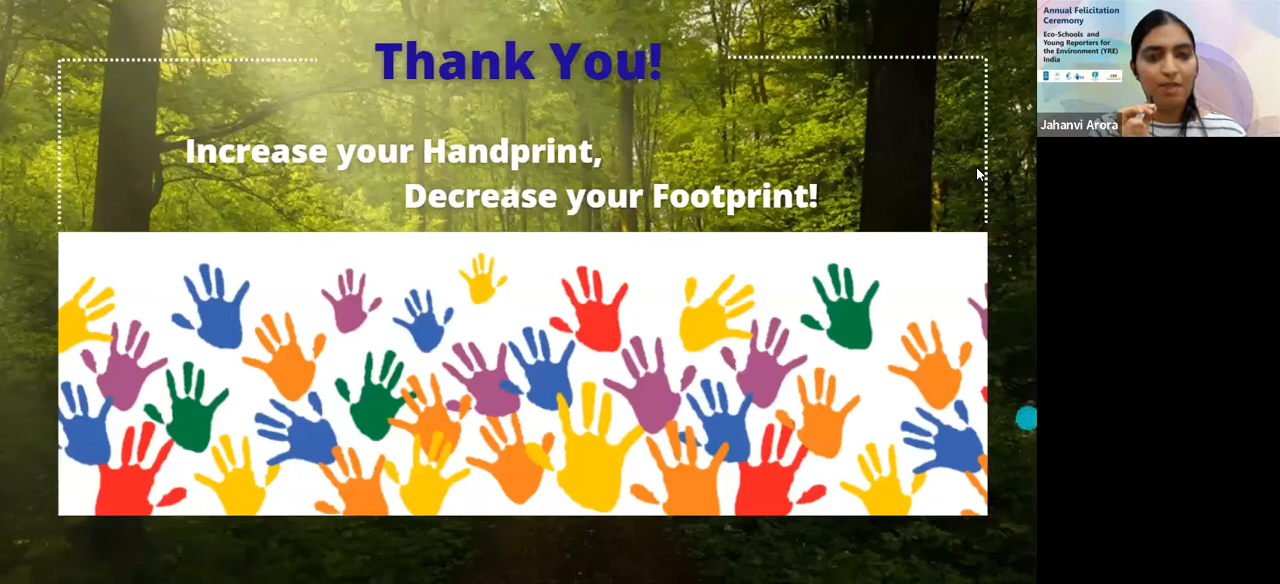 Thank You!
Increase your Handprint,
Decrease your Footprint!
Annual Felicitation
Ceremony
Eco-Schools and
Young Reporters for
the Environment (YRE)
India
Jahanvi Arora